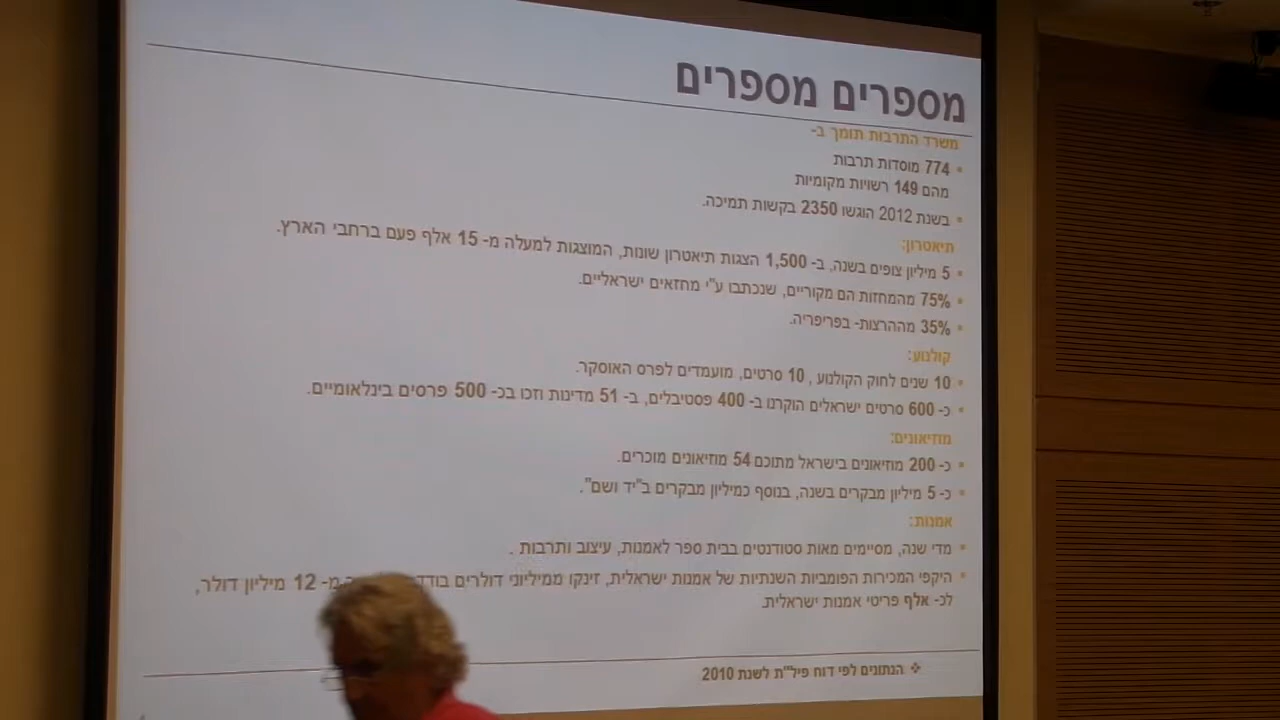 מספרים מספרים
משרד התרבות תומך ב-
774 מוסדות תרבות
מהם 149 רשויות מקומיות
בשנת 2012 הוגשו 2350 בקשות תמיכה.
תיאטרון:
5 מיליון צופים בשנה, ב- 1,500 הצגות תיאטרון שונות, המוצגות למעלה מ- 15 אלף פעם ברחבי הארץ.
75% מהמחזות הם מקוריים, שנכתבו ע"י מחזאים ישראליים.
35% מההרצות- בפריפריה.
קולנוע:
10 שנים לחוק הקולנוע , 10 סרטים, מועמדים לפרס האוסקר.
כ- 600 סרטים ישראלים הוקרנו ב- 400 פסטיבלים, ב- 51 מדינות וזכו בכ- 500 פרסים בינלאומיים.
מוזיאונים:
כ- 200 מוזיאונים בישראל מתוכם 54 מוזיאונים מוכרים.
כ- 5 מיליון מבקרים בשנה, בנוסף כמיליון מבקרים ב"יד ושם".
אמנות:
מדי שנה, מסיימים מאות סטודנטים בבית ספר לאמנות, עיצוב ותרבות .
היקפי המכירות הפומביות השנתיות של אמנות ישראלית, זינקו ממיליוני דולרים מ- 12 מיליון דולר,
לכ- אלף פריטי אמנות ישראלית.
הנתונים לפי דוח פיל"ת לשנת 2010